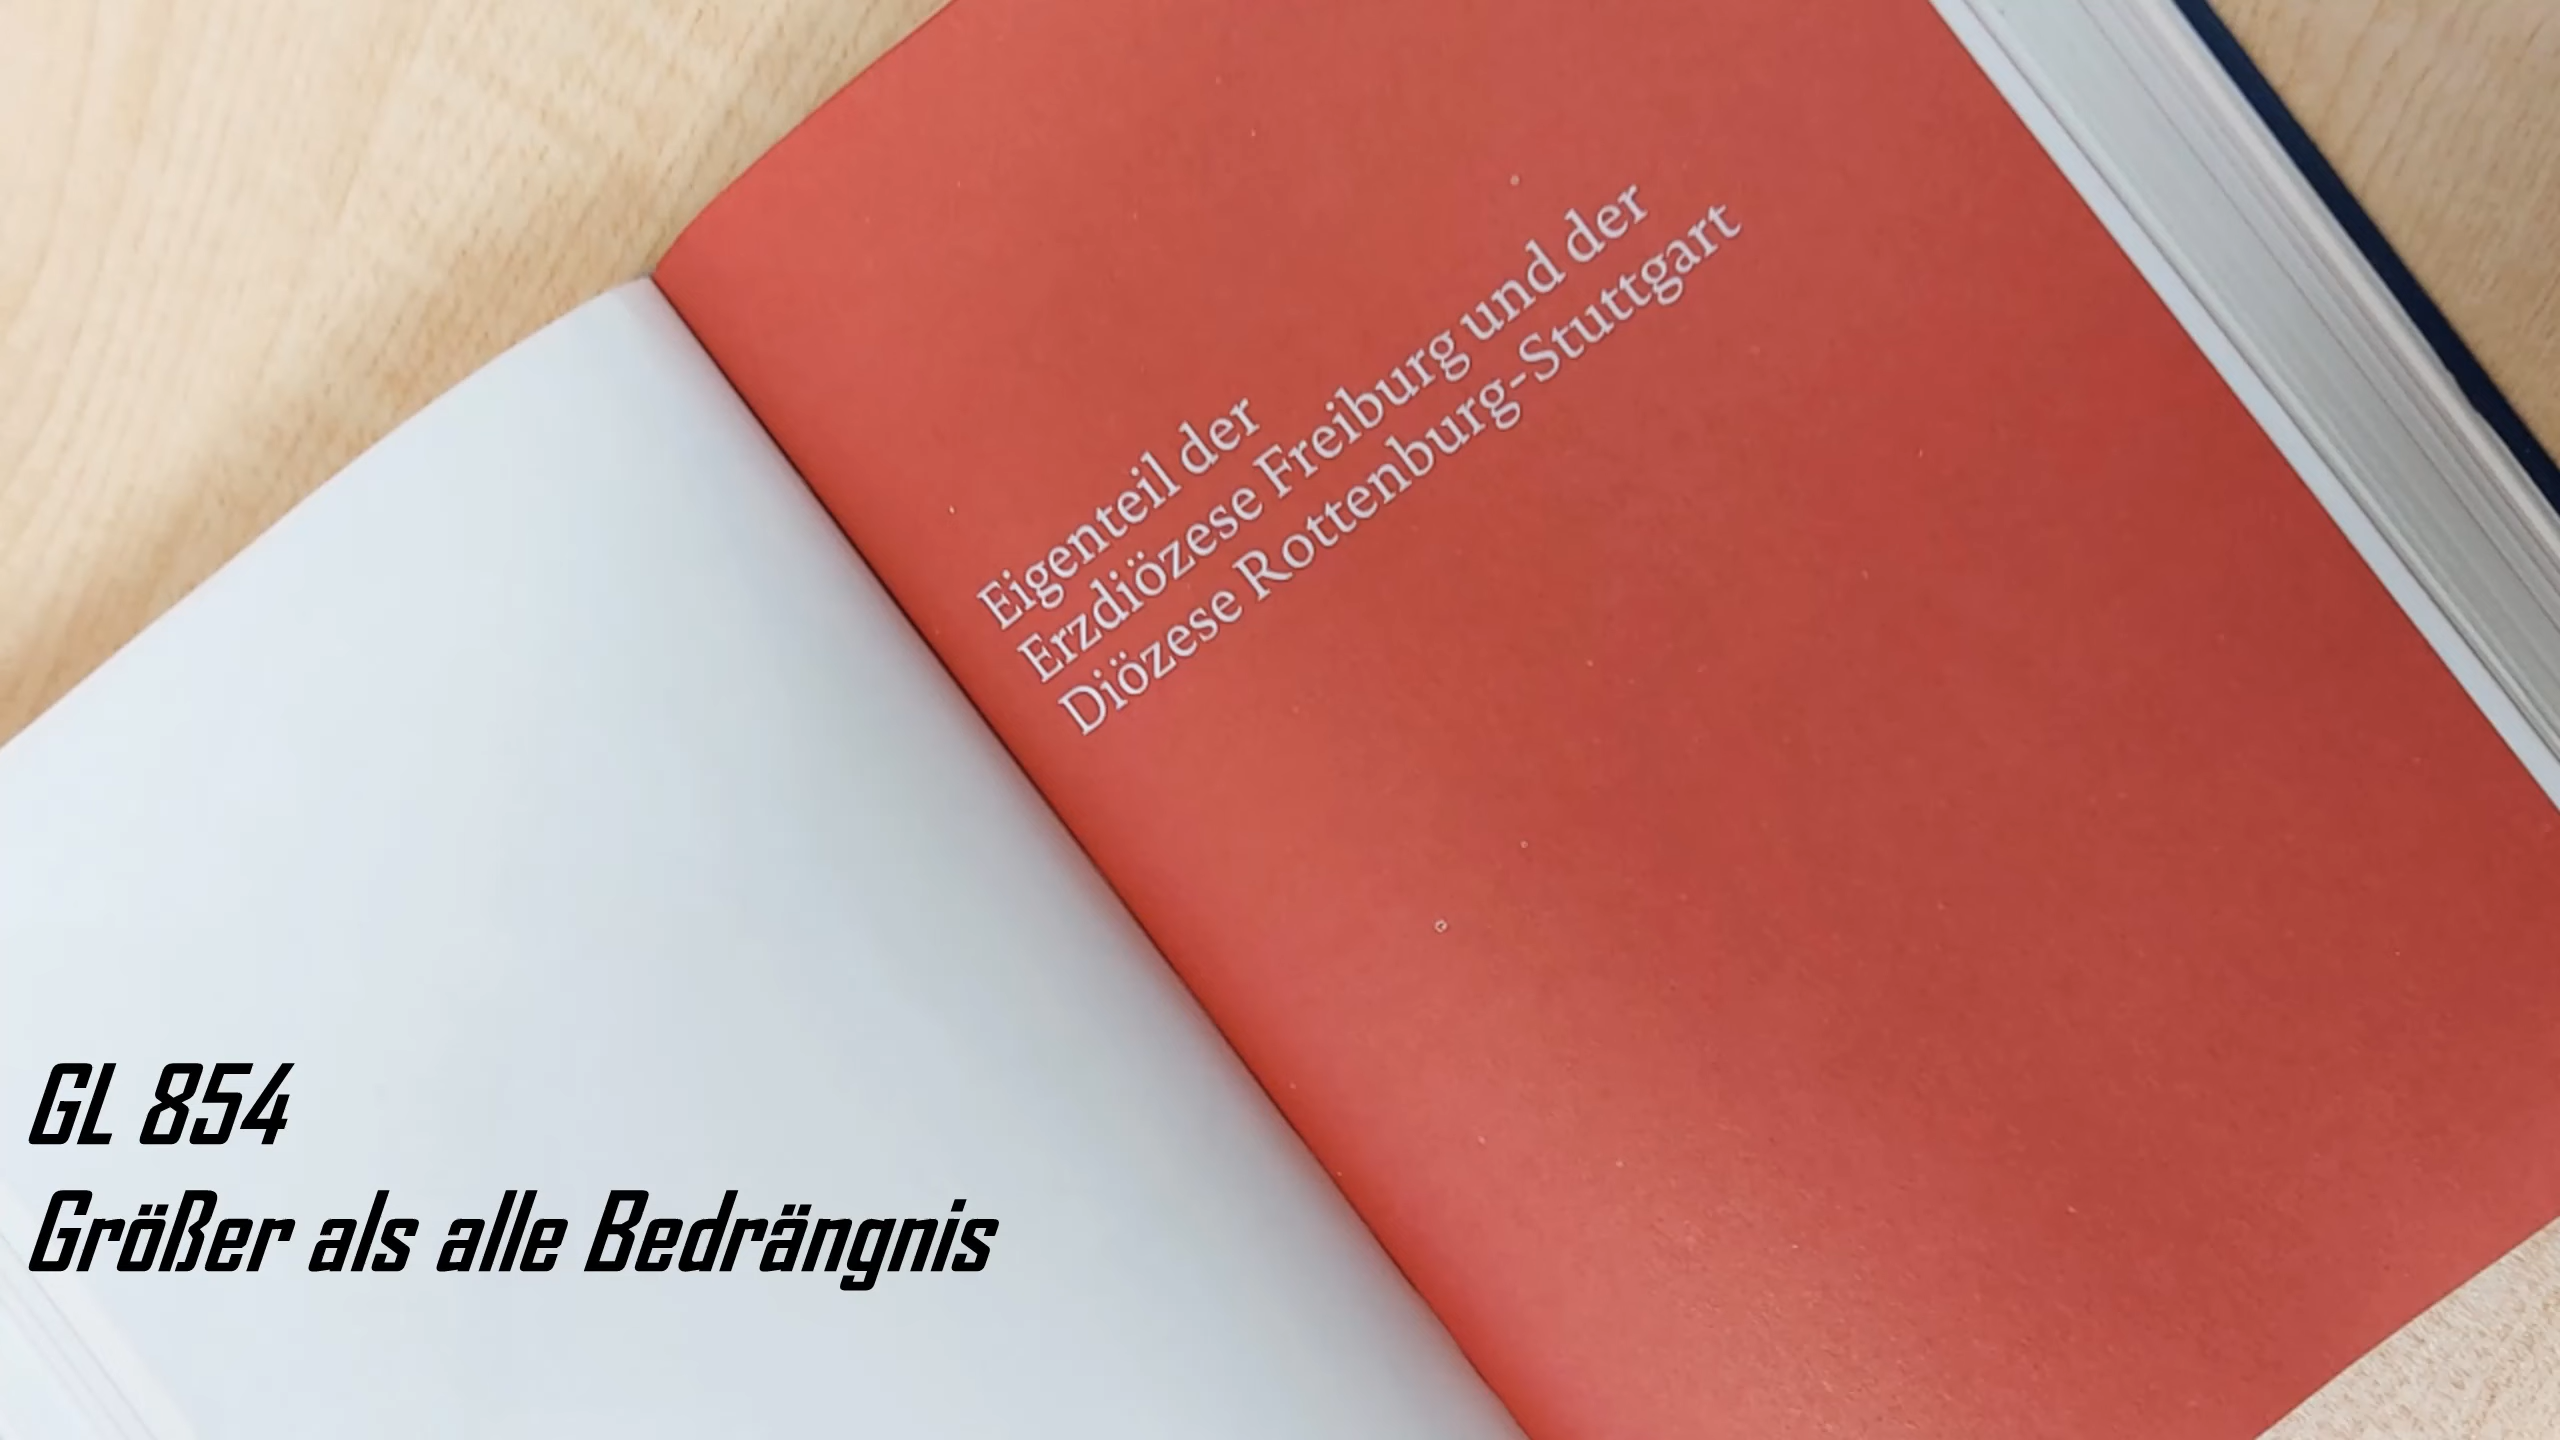 Eigenteil der
Erzdiözese Freiburg und der
Diözese Rottenburg-Stuttgart
GL 854
Größer als alle Bedrängnis